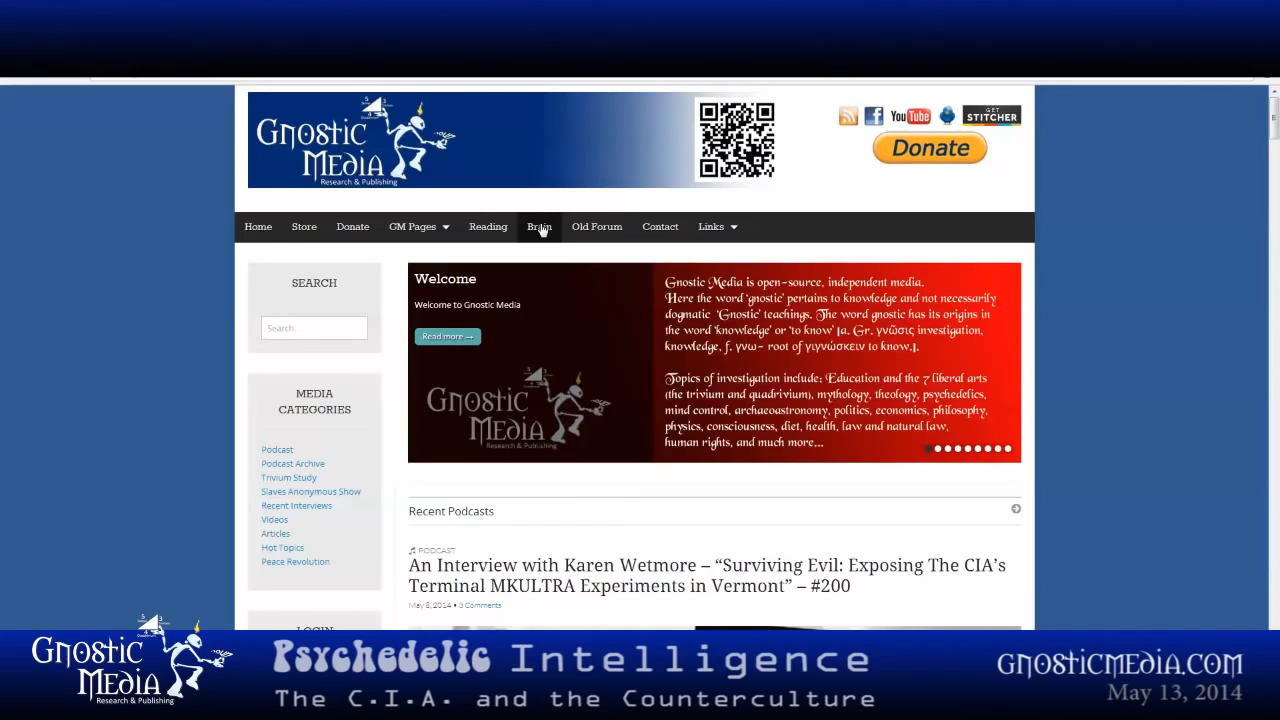 Gnostic
Media
Research & Publishing
YouTube
GET
STITCHER
Donate
Home Store Donate GM Pages Reading Brain Old Forum Contact Links
SEARCH
Search...
MEDIA
CATEGORIES
Podcast
Podcast Archive
Trivium Study
Slaves Anonymous Show
Recent Interviews
Videos
Articles
Hot Topics
Peace Revolution
LOGIN
Welcome
Welcome to Gnostic Media
Read more →
Gnostic
Media
Research & Publishing
Gnostic Media is open-source, independent media.
Here the word 'gnostic' pertains to knowledge and not necessarily
dogmatic 'Gnostic' teachings. The word gnostic has its origins in
the word 'knowledge' or 'to know' [a. Gr. γνῶσις investigation,
knowledge, f. γνω- root of γιγνώσκειν to know.].
Topics of investigation include: Education and the 7 liberal arts
(the trivium and quadrivium), mythology, theology, psychedelics,
mind control, archaeoastronomy, politics, economics, philosophy,
physics, consciousness, diet, health, law and natural law,
human rights, and much more...
Recent Podcasts
PODCAST
An Interview with Karen Wetmore – “Surviving Evil: Exposing The CIA’s
Terminal MKULTRA Experiments in Vermont” – #200
May 8, 2014 • 3 Comments
Gnostic
Media
Research & Publishing
Psychedelic Intelligence
The C.I.A. and the Counterculture
gnosticmedia.com
May 13, 2014